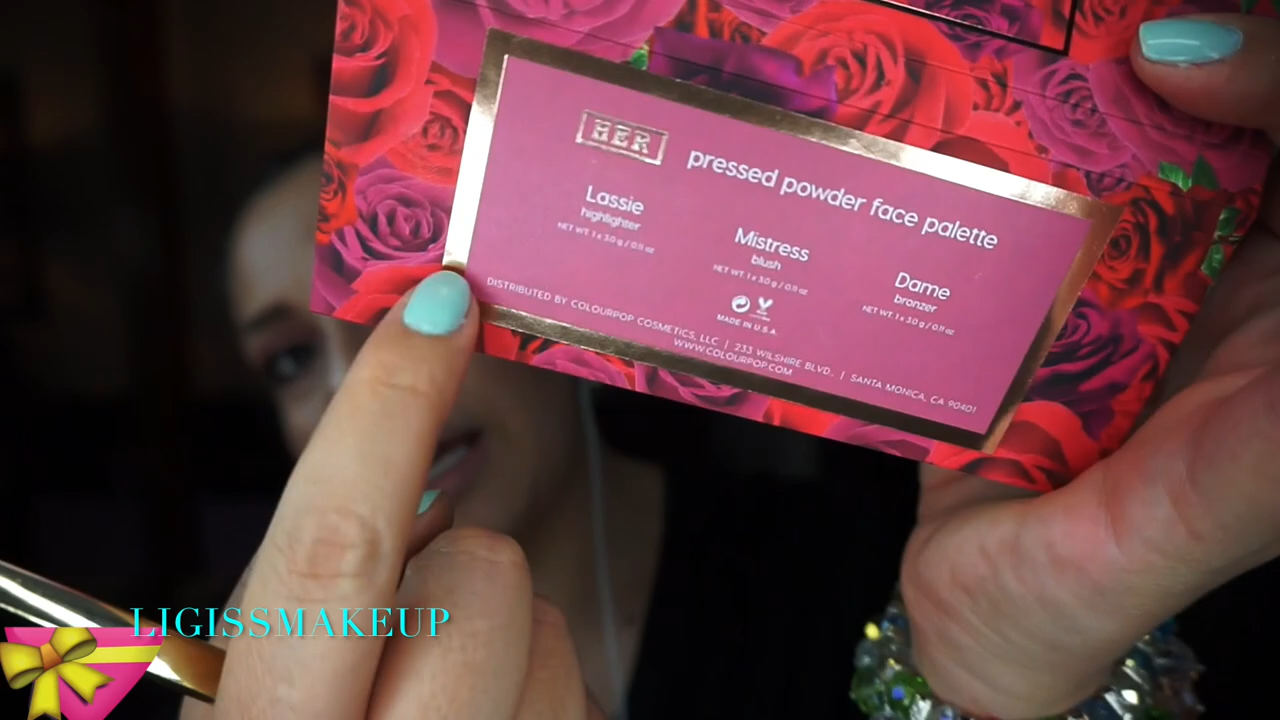 HER
pressed powder face palette
Lassie
highlighter
NET WT. 1 x 3.0 g / 0.11 oz
Mistress
blush
NET WT. 1 x 3.0 g / 0.11 oz
Dame
bronzer
NET WT. 1 x 3.0 g / 0.11 oz
MADE IN U.S.A.
DISTRIBUTED BY COLOURPOP COSMETICS, LLC | 233 WILSHIRE BLVD. | SANTA MONICA, CA 90401
WWW.COLOURPOP.COM
LIGISSMAKEUP